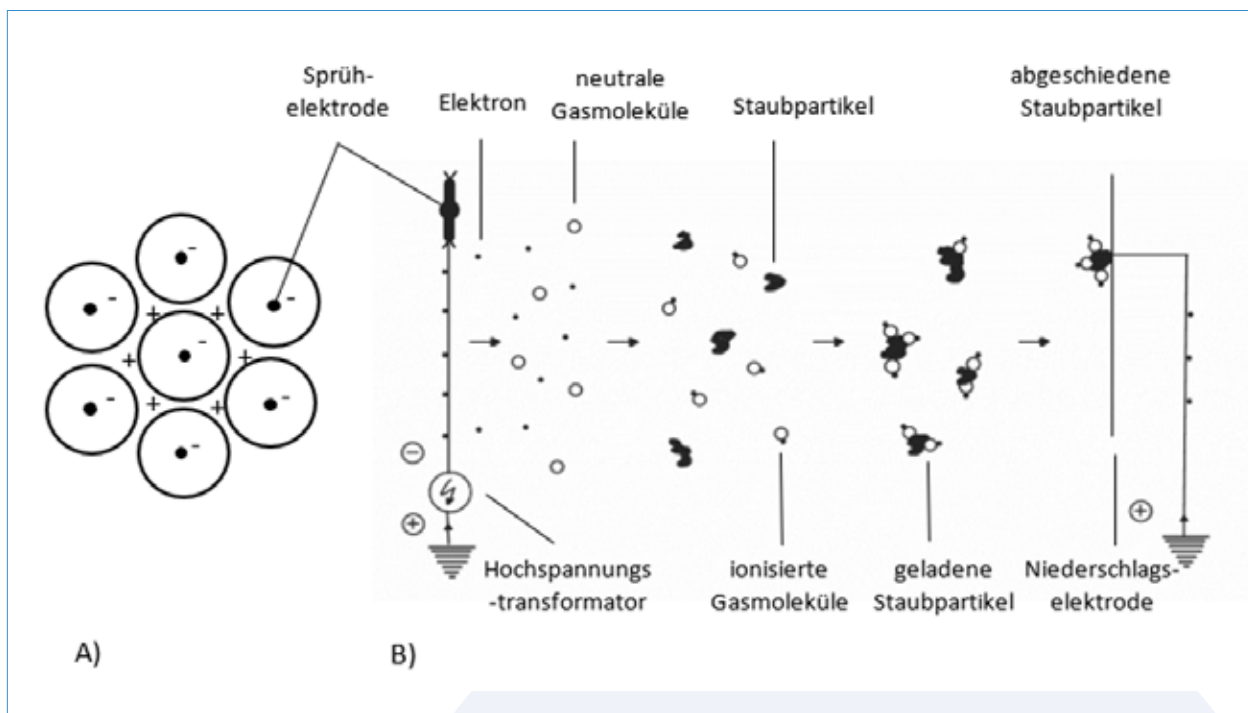 Sprüh-
elektrode
Elektron
neutrale
Gasmoleküle
Staubpartikel
abgeschiedene
Staubpartikel
Hochspannungs
-transformator
ionisierte
Gasmoleküle
geladene
Staubpartikel
Niederschlags-
elektrode
A)
B)